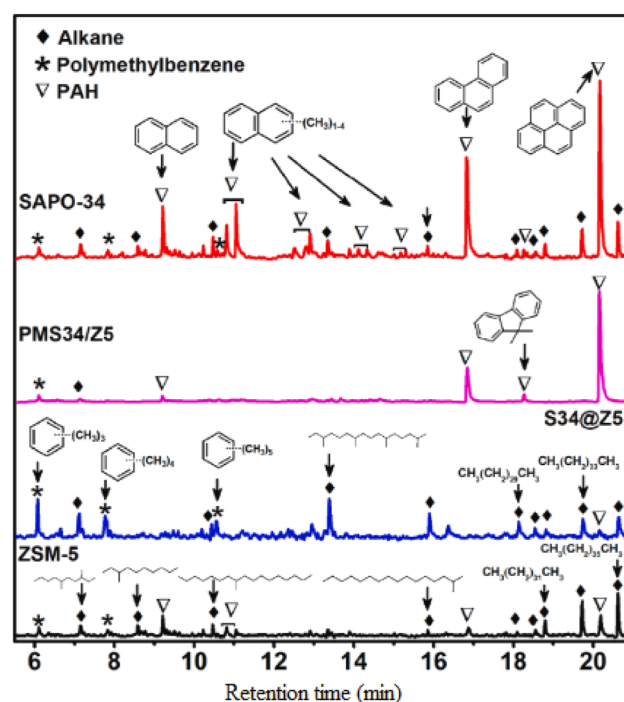 ◆ Alkane
* Polymethylbenzene
▽ PAH
(CH₃)₁₋₄
SAPO-34
PMS34/Z5
S34@Z5
(CH₃)₃
(CH₃)₄
(CH₃)₅
CH₃(CH₂)₂₉CH₃
CH₃(CH₂)₃₃CH₃
CH₃(CH₂)₃₅CH₃
ZSM-5
CH₃(CH₂)₃₁CH₃
6 8 10 12 14 16 18 20
Retention time (min)